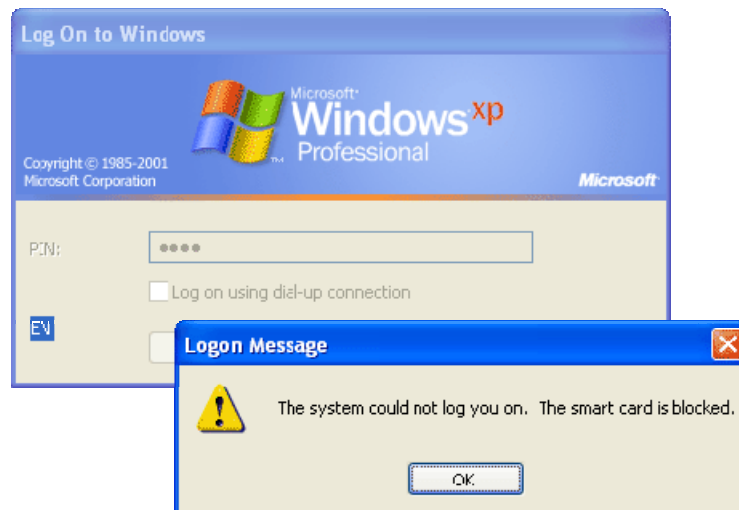 Log On to Windows
Microsoft®
Windows xp
Professional
TM
Copyright © 1985-2001
Microsoft Corporation
Microsoft®
PIN:
Log on using dial-up connection
EN
Logon Message
The system could not log you on. The smart card is blocked.
OK